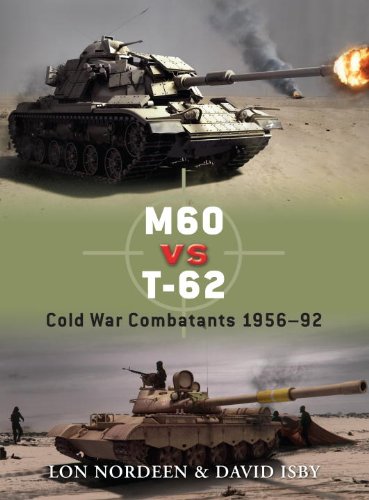 M60
vs
T-62
Cold War Combatants 1956–92
LON NORDEEN & DAVID ISBY